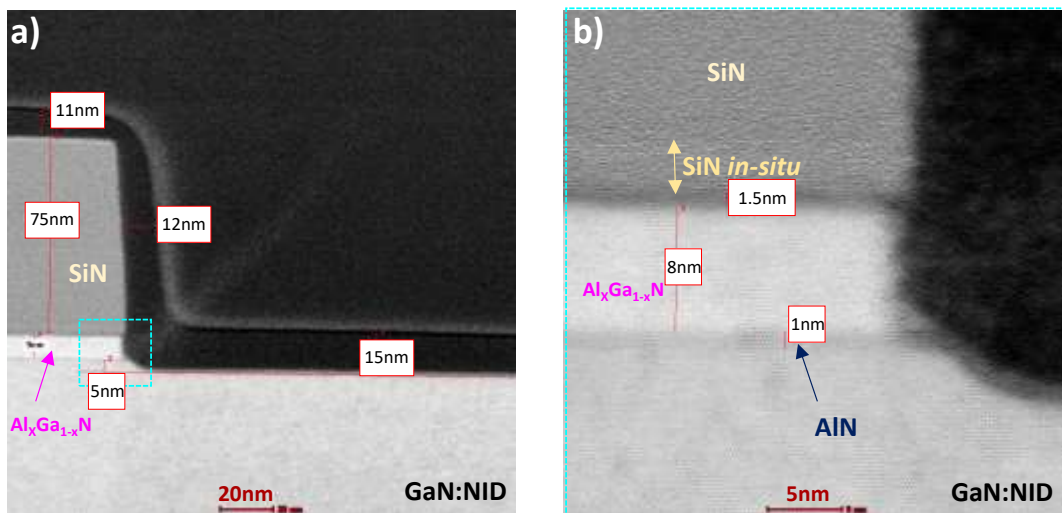 a)
11nm
75nm
12nm
SiN
15nm
5nm
AlXGa1-xN
20nm
GaN:NID
b)
SiN
SiN in-situ
1.5nm
8nm
AlXGa1-xN
1nm
AlN
5nm
GaN:NID